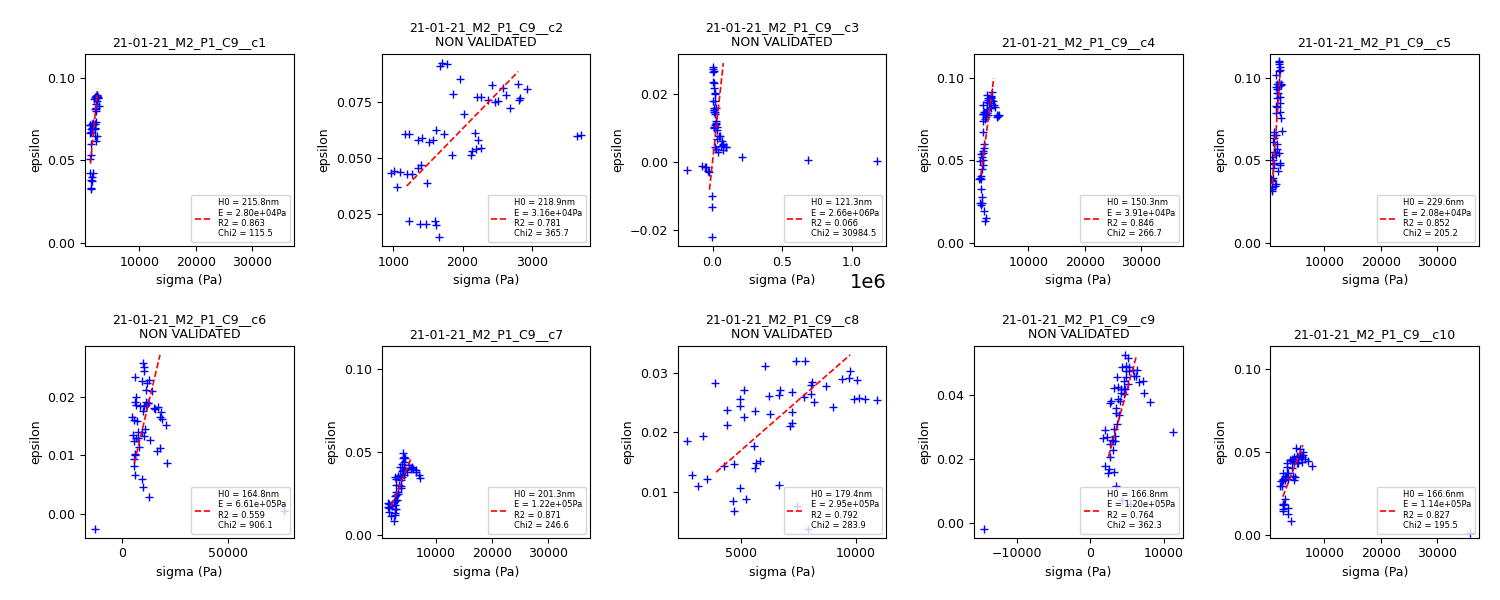 21-01-21_M2_P1_C9__c1
0.10
0.05
0.00
epsilon
10000 20000 30000
sigma (Pa)
H0 = 215.8nm
E = 2.80e+04Pa
R2 = 0.863
Chi2 = 115.5
21-01-21_M2_P1_C9__c2
NON VALIDATED
0.075
0.050
0.025
epsilon
1000 2000 3000
sigma (Pa)
H0 = 218.9nm
E = 3.16e+04Pa
R2 = 0.781
Chi2 = 365.7
21-01-21_M2_P1_C9__c3
NON VALIDATED
0.02
0.00
−0.02
epsilon
0.0 0.5 1.0
sigma (Pa)
1e6
H0 = 121.3nm
E = 2.66e+06Pa
R2 = 0.066
Chi2 = 30984.5
21-01-21_M2_P1_C9__c4
0.10
0.05
0.00
epsilon
10000 20000 30000
sigma (Pa)
H0 = 150.3nm
E = 3.91e+04Pa
R2 = 0.846
Chi2 = 266.7
21-01-21_M2_P1_C9__c5
0.10
0.05
0.00
epsilon
10000 20000 30000
sigma (Pa)
H0 = 229.6nm
E = 2.08e+04Pa
R2 = 0.852
Chi2 = 205.2
21-01-21_M2_P1_C9__c6
NON VALIDATED
0.02
0.01
0.00
epsilon
0 50000
sigma (Pa)
H0 = 164.8nm
E = 6.61e+05Pa
R2 = 0.559
Chi2 = 906.1
21-01-21_M2_P1_C9__c7
0.10
0.05
0.00
epsilon
10000 20000 30000
sigma (Pa)
H0 = 201.3nm
E = 1.22e+05Pa
R2 = 0.871
Chi2 = 246.6
21-01-21_M2_P1_C9__c8
NON VALIDATED
0.03
0.02
0.01
epsilon
5000 10000
sigma (Pa)
H0 = 179.4nm
E = 2.95e+05Pa
R2 = 0.792
Chi2 = 283.9
21-01-21_M2_P1_C9__c9
NON VALIDATED
0.04
0.02
0.00
epsilon
−10000 0 10000
sigma (Pa)
H0 = 166.8nm
E = 1.20e+05Pa
R2 = 0.764
Chi2 = 362.3
21-01-21_M2_P1_C9__c10
0.10
0.05
0.00
epsilon
10000 20000 30000
sigma (Pa)
H0 = 166.6nm
E = 1.14e+05Pa
R2 = 0.827
Chi2 = 195.5